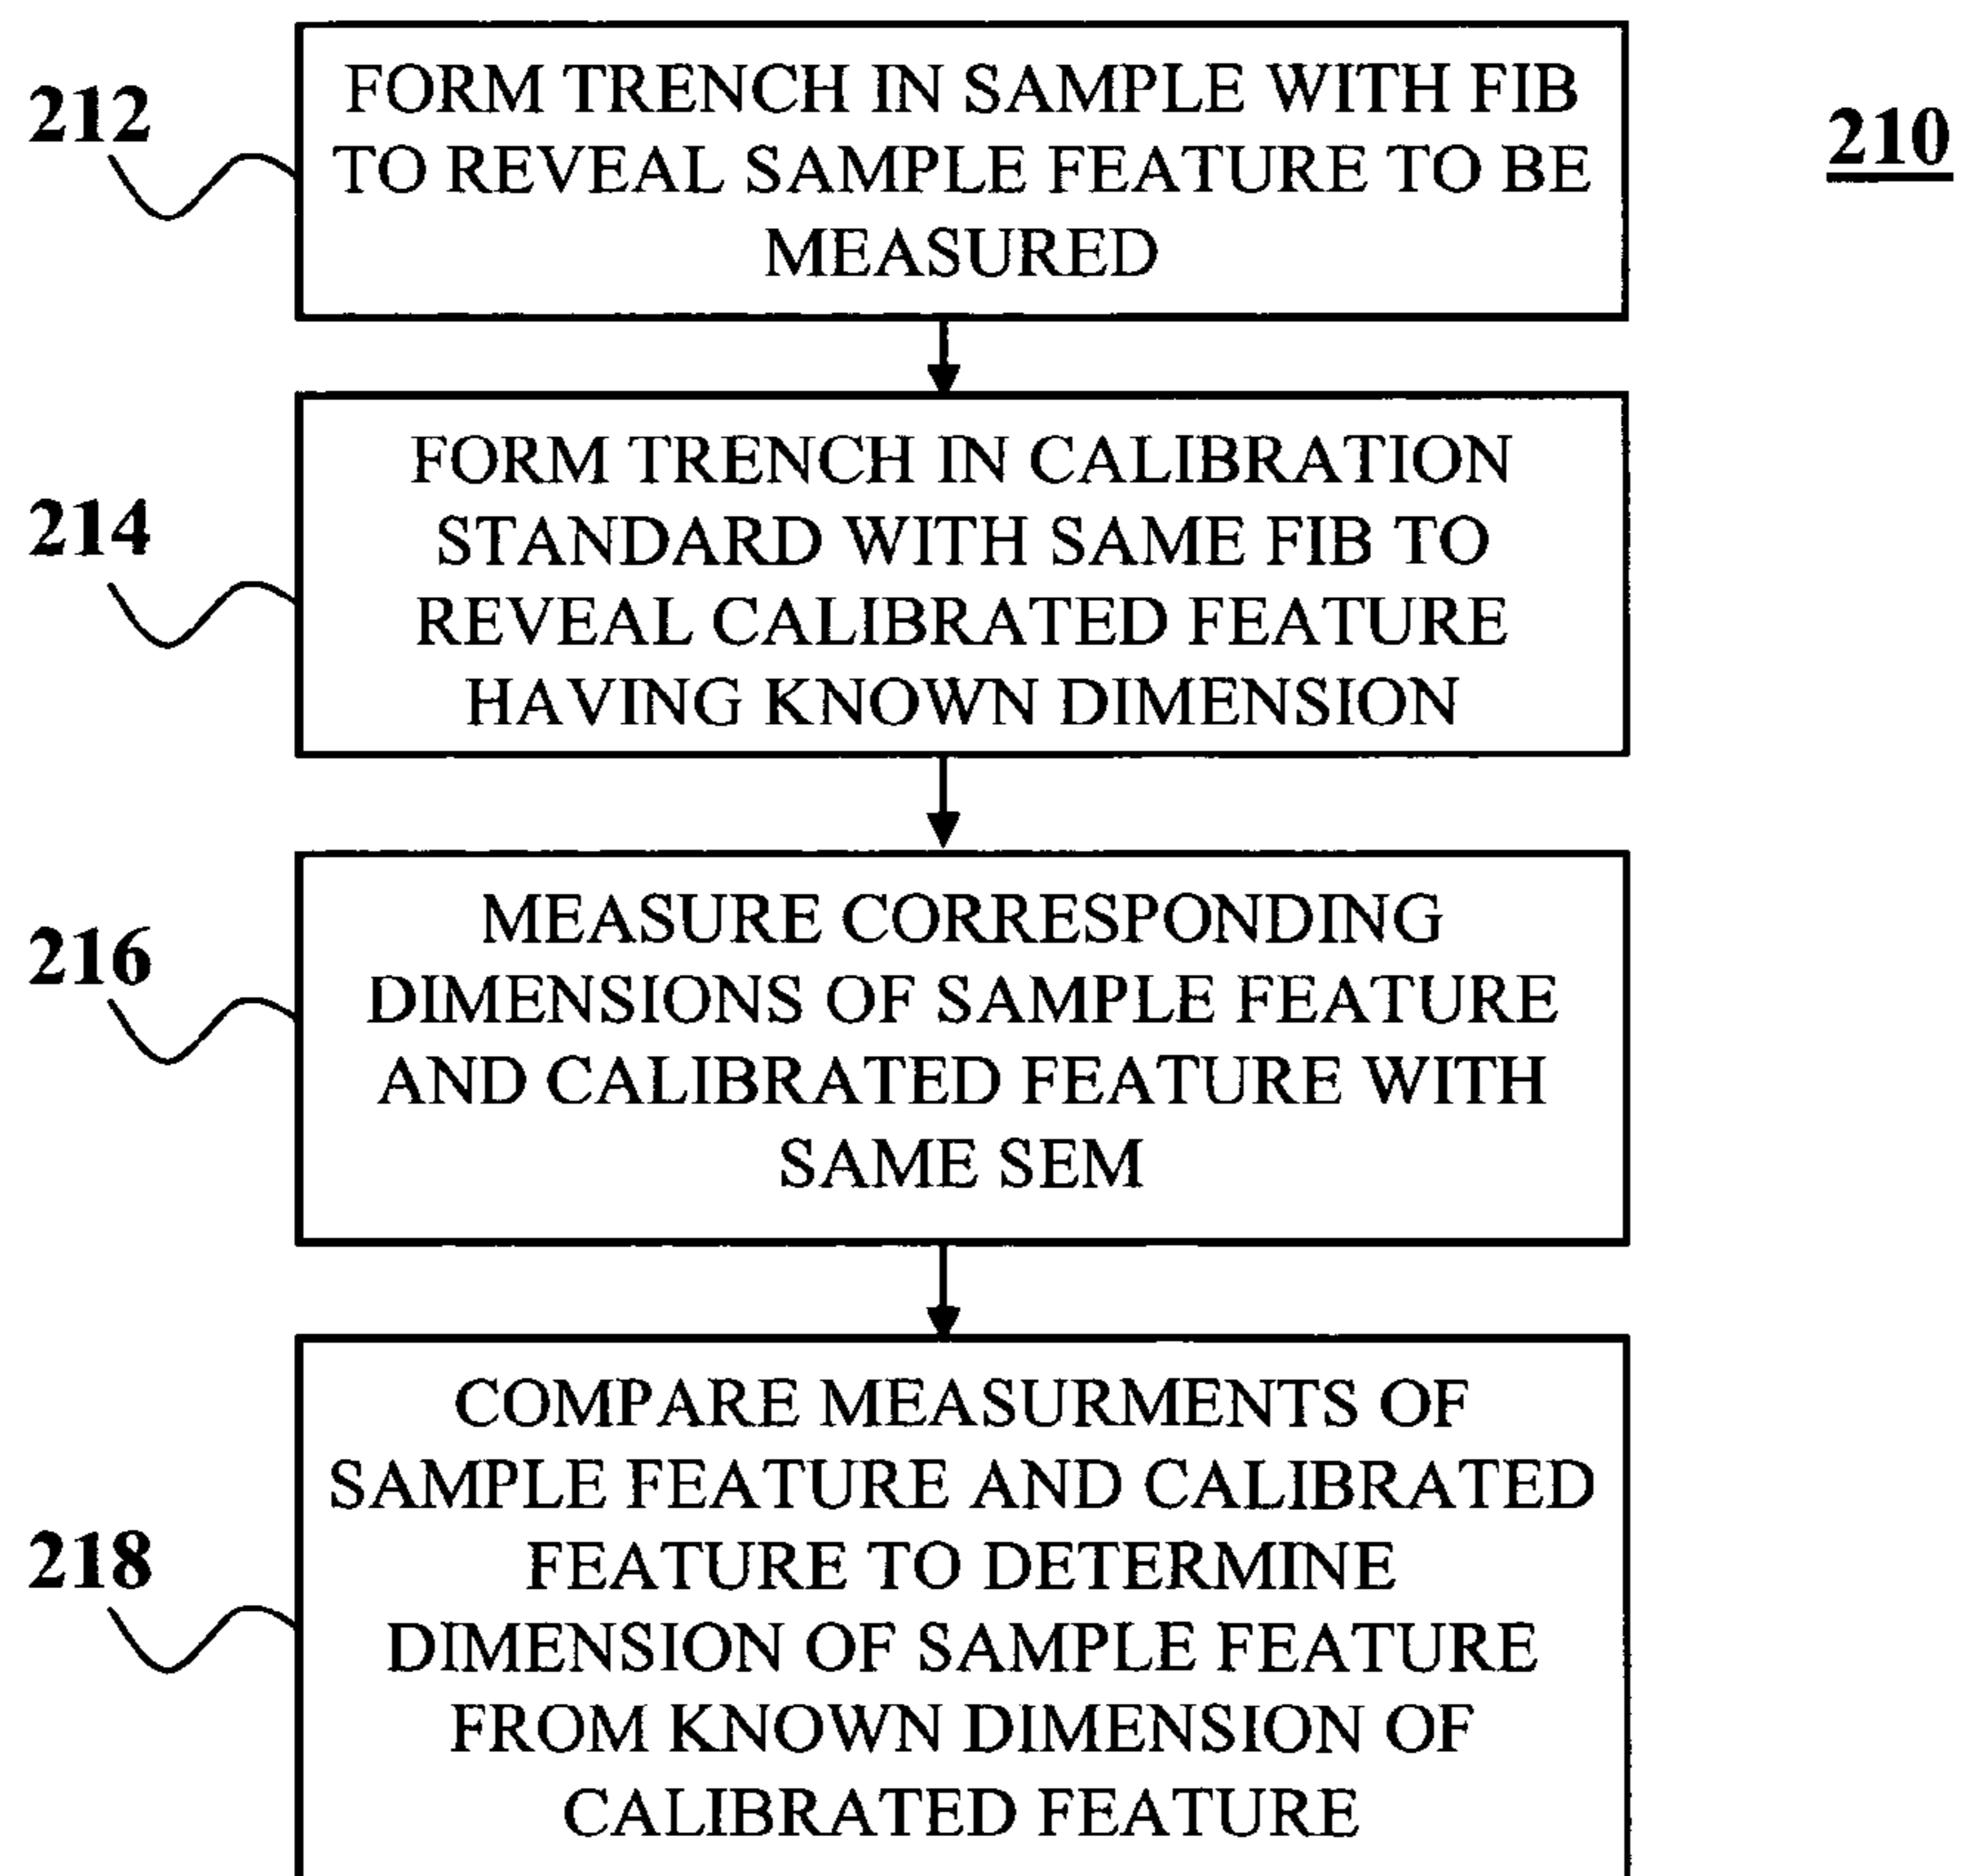 210
212
FORM TRENCH IN SAMPLE WITH FIB
TO REVEAL SAMPLE FEATURE TO BE
MEASURED
214
FORM TRENCH IN CALIBRATION
STANDARD WITH SAME FIB TO
REVEAL CALIBRATED FEATURE
HAVING KNOWN DIMENSION
216
MEASURE CORRESPONDING
DIMENSIONS OF SAMPLE FEATURE
AND CALIBRATED FEATURE WITH
SAME SEM
218
COMPARE MEASURMENTS OF
SAMPLE FEATURE AND CALIBRATED
FEATURE TO DETERMINE
DIMENSION OF SAMPLE FEATURE
FROM KNOWN DIMENSION OF
CALIBRATED FEATURE